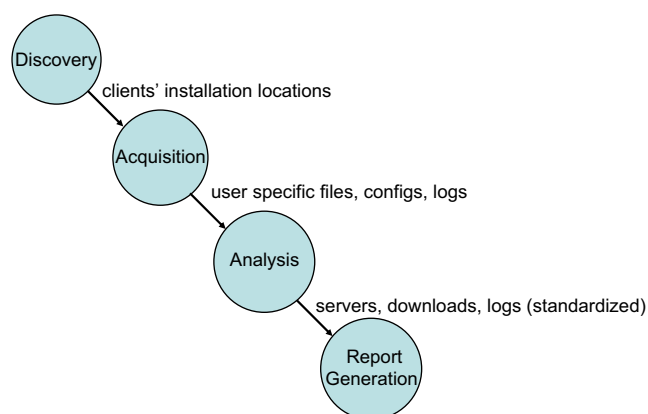 Discovery
clients' installation locations
Acquisition
user specific files, configs, logs
Analysis
servers, downloads, logs (standardized)
Report
Generation